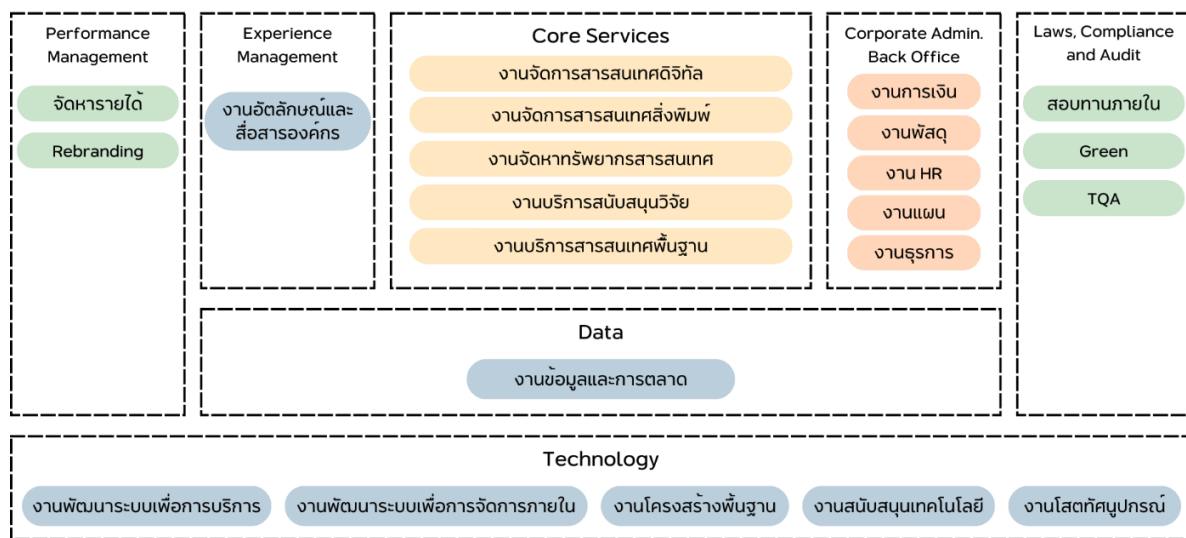 Performance
Management
จัดหารายได้
Rebranding
Experience
Management
งานอัตลักษณ์และ
สื่อสารองค์กร
Core Services
งานจัดการสารสนเทศดิจิทัล
งานจัดการสารสนเทศสิ่งพิมพ์
งานจัดหาทรัพยากรสารสนเทศ
งานบริการสนับสนุนวิจัย
งานบริการสารสนเทศพื้นฐาน
Corporate Admin.
Back Office
งานการเงิน
งานพัสดุ
งาน HR
งานแผน
งานธุรการ
Laws, Compliance
and Audit
สอบทานภายใน
Green
TQA
Data
งานข้อมูลและการตลาด
Technology
งานพัฒนาระบบเพื่อการบริการ
งานพัฒนาระบบเพื่อการจัดการภายใน
งานโครงสร้างพื้นฐาน
งานสนับสนุนเทคโนโลยี
งานโสตทัศนูปกรณ์